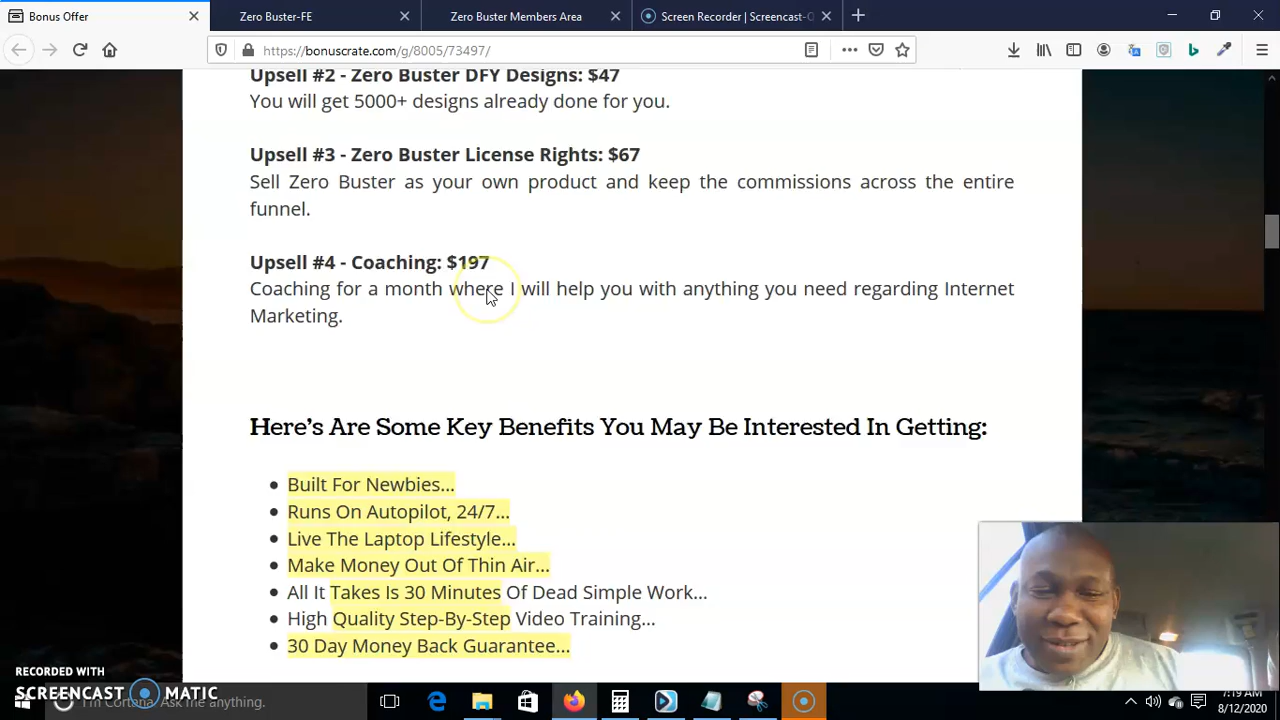 Bonus Offer
Zero Buster-FE
Zero Buster Members Area
Screen Recorder | Screencast-O
https://bonuscrate.com/g/8005/73497/
Upsell #2 - Zero Buster DFY Designs: $47
You will get 5000+ designs already done for you.
Upsell #3 - Zero Buster License Rights: $67
Sell Zero Buster as your own product and keep the commissions across the entire
funnel.
Upsell #4 - Coaching: $197
Coaching for a month where I will help you with anything you need regarding Internet
Marketing.
Here's Are Some Key Benefits You May Be Interested In Getting:
Built For Newbies...
Runs On Autopilot, 24/7...
Live The Laptop Lifestyle...
Make Money Out Of Thin Air...
All It Takes Is 30 Minutes Of Dead Simple Work...
High Quality Step-By-Step Video Training...
30 Day Money Back Guarantee...
RECORDED WITH
SCREENCAST MATIC
I'm Cortana. Ask me anything.
7:19 AM
8/12/2020